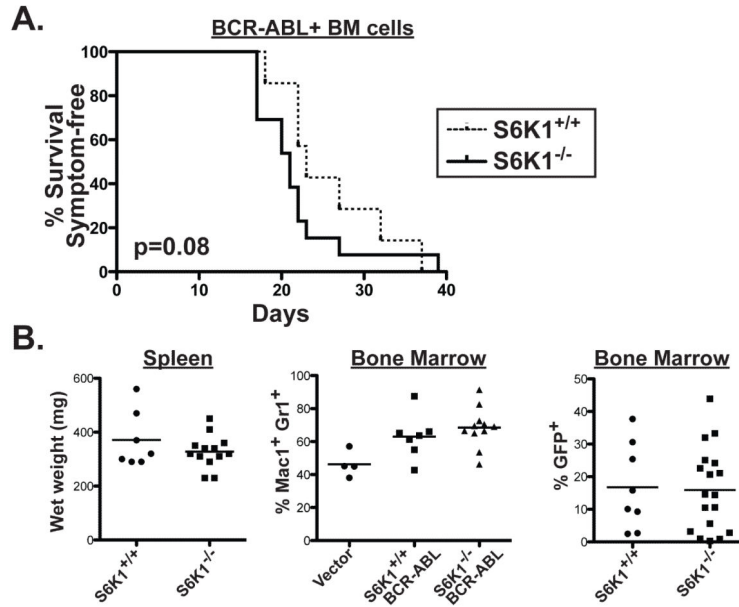 A.
BCR-ABL+ BM cells
% Survival
Symptom-free
100
80
60
40
20
0
p=0.08
0 10 20 30 40
Days
S6K1+/+
S6K1-/-
B.
Spleen
Wet weight (mg)
600
400
200
0
S6K1+/+
S6K1-/-
Bone Marrow
% Mac1+ Gr1+
100
80
60
40
20
0
Vector
S6K1+/+
BCR-ABL
S6K1-/-
BCR-ABL
Bone Marrow
% GFP+
50
40
30
20
10
0
S6K1+/+
S6K1-/-